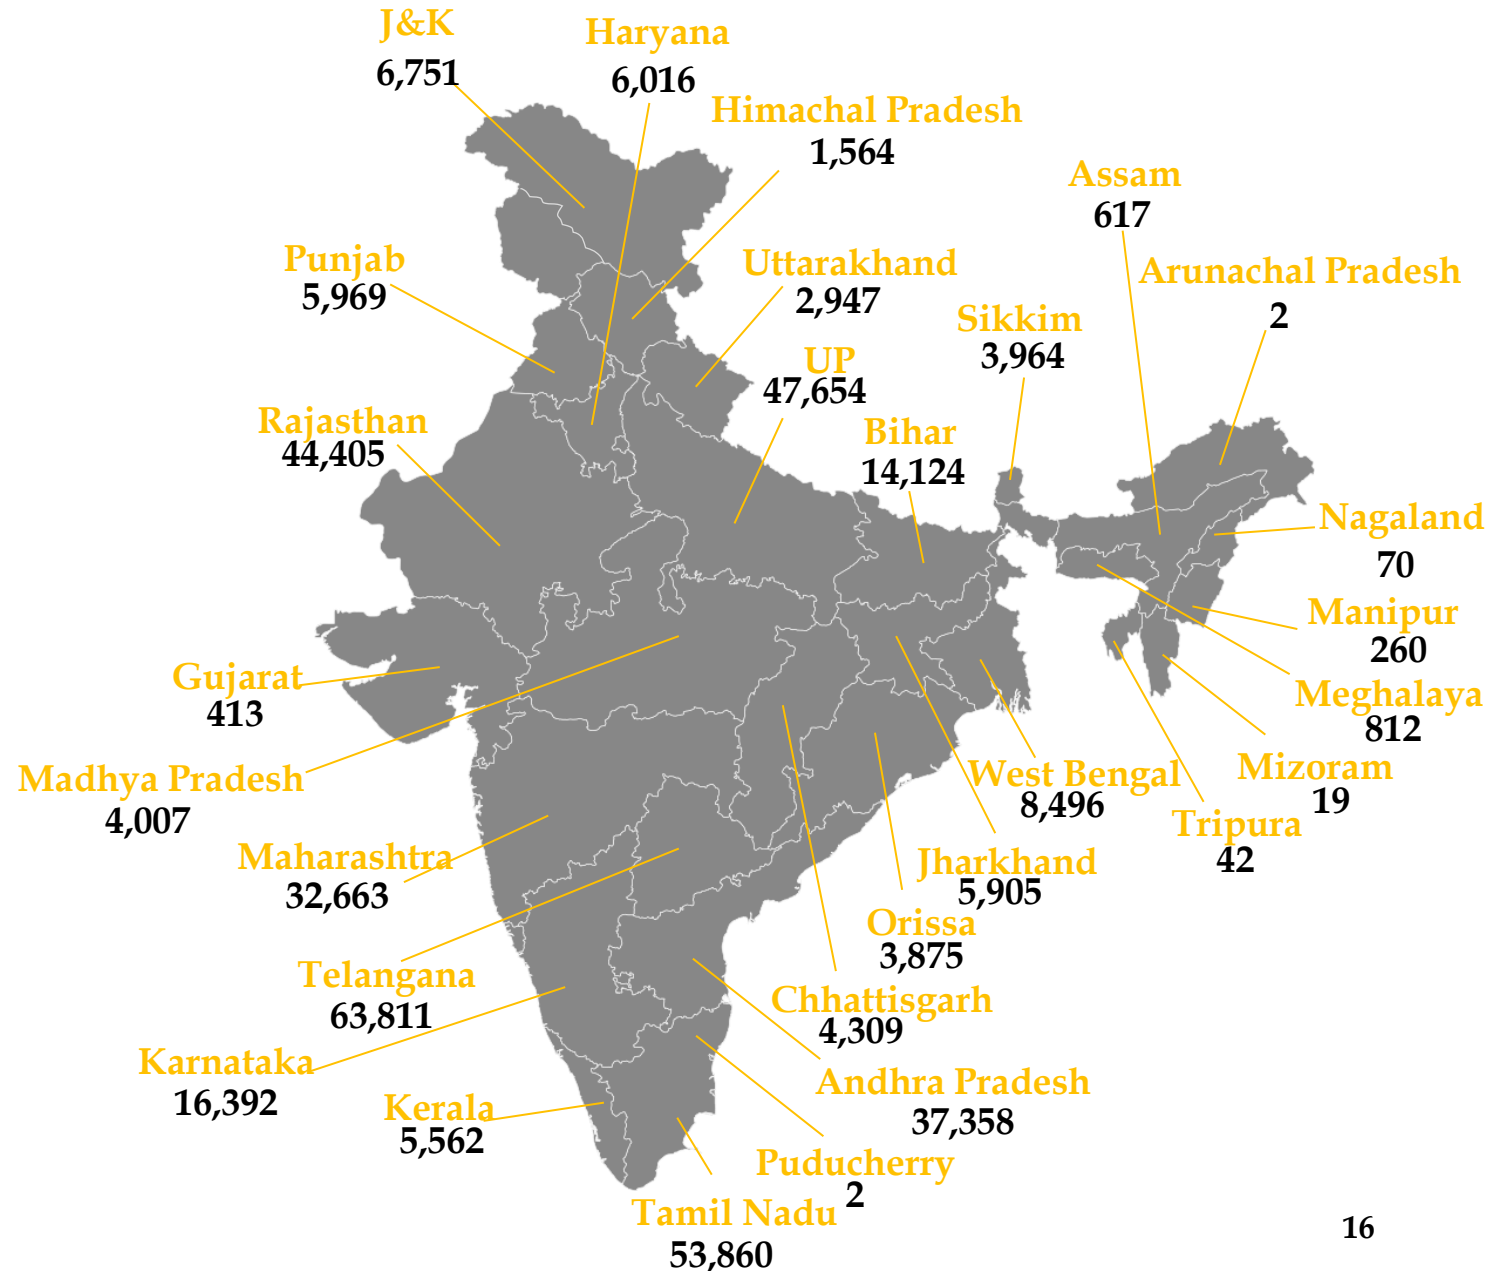 J&K
6,751
Haryana
6,016
Himachal Pradesh
1,564
Assam
617
Punjab
5,969
Uttarakhand
2,947
Arunachal Pradesh
2
Sikkim
3,964
UP
47,654
Rajasthan
44,405
Bihar
14,124
Nagaland
70
Manipur
260
Gujarat
413
Meghalaya
812
Madhya Pradesh
4,007
West Bengal
8,496
Mizoram
19
Tripura
42
Maharashtra
32,663
Jharkhand
5,905
Orissa
3,875
Telangana
63,811
Chhattisgarh
4,309
Karnataka
16,392
Andhra Pradesh
37,358
Kerala
5,562
Puducherry
2
Tamil Nadu
53,860
16